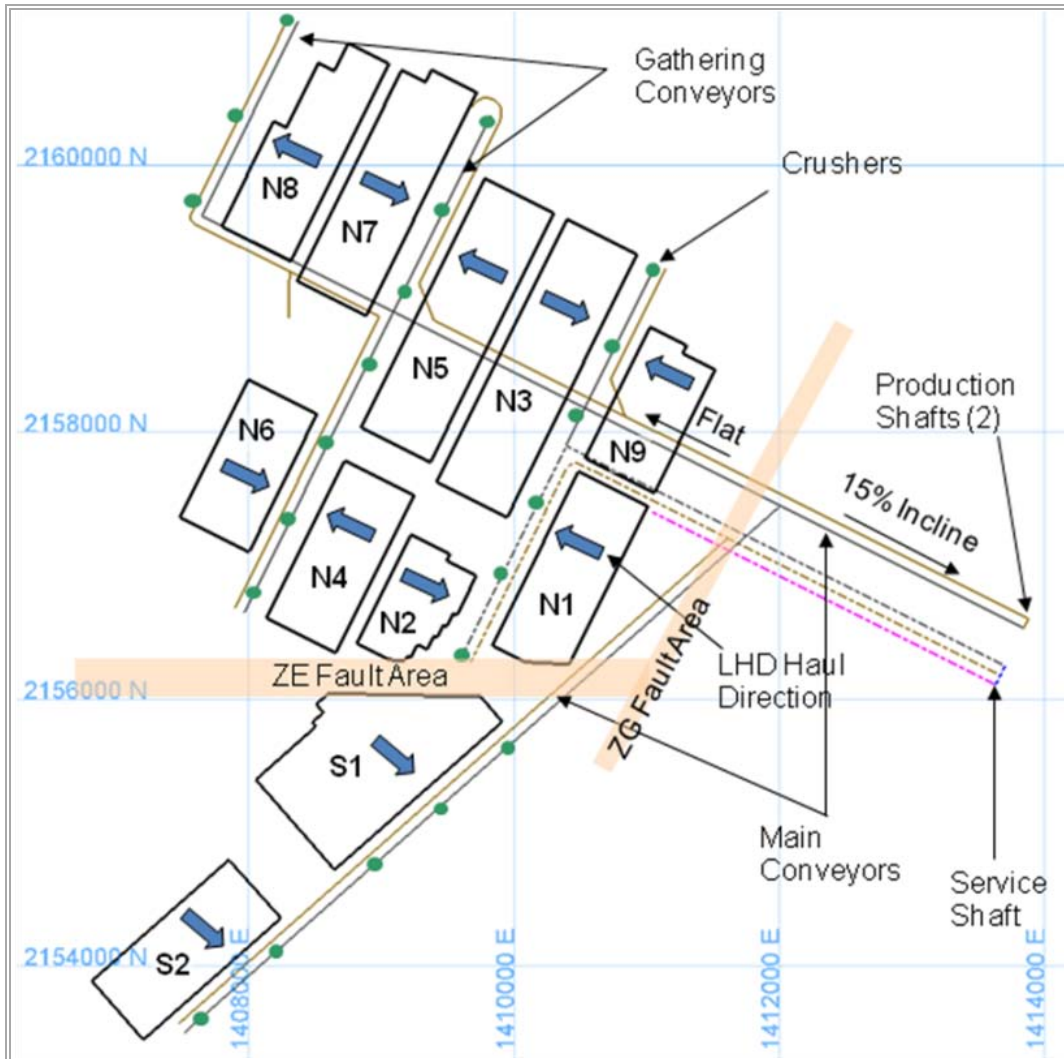 Gathering
Conveyors
2160000 N
Crushers
N8
N7
N5
Production
Shafts (2)
N3
2158000 N
N6
Flat
N9
15% Incline
N4
N1
N2
LHD Haul
Direction
ZE Fault Area
ZG Fault Area
2156000 N
S1
Main
Conveyors
Service
Shaft
S2
2154000 N
1408000 E
1410000 E
1412000 E
1414000 E